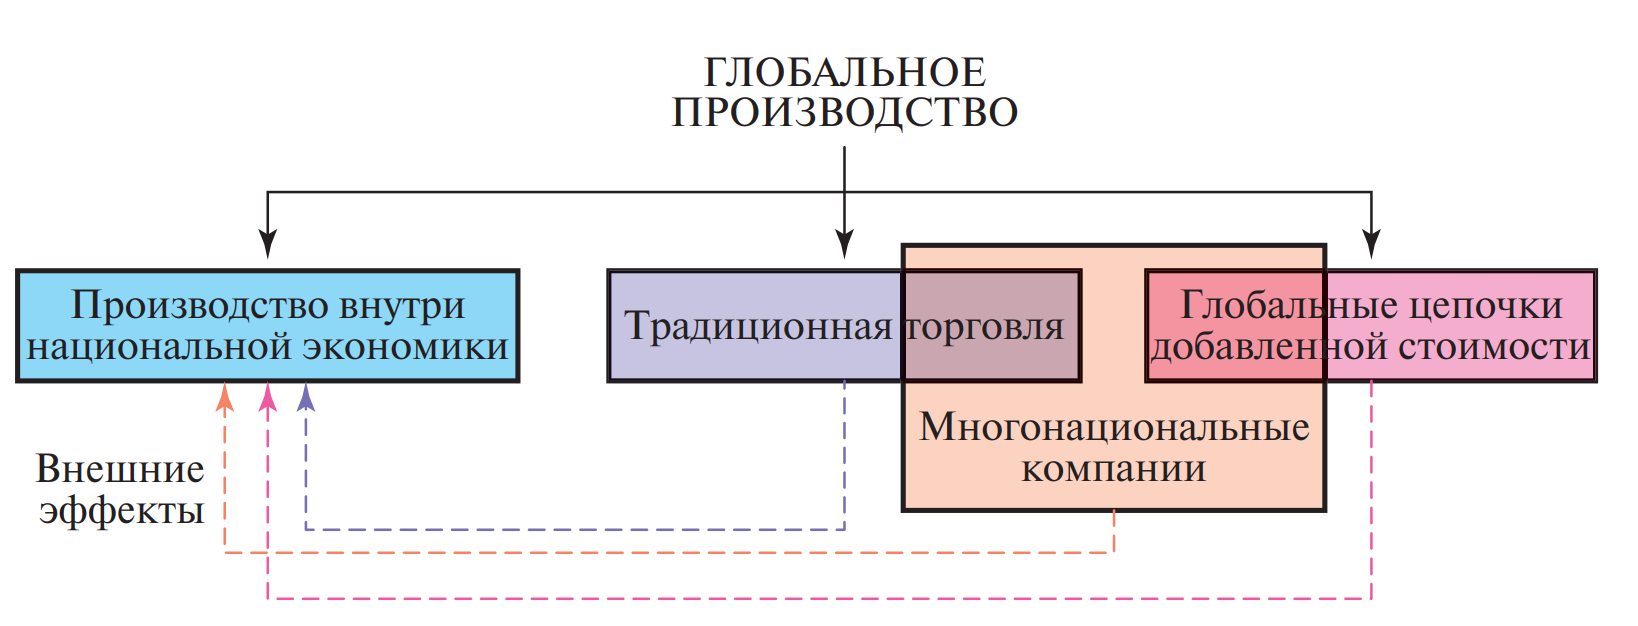 ГЛОБАЛЬНОЕ
ПРОИЗВОДСТВО
Производство внутри
национальной экономики
Традиционная торговля
Глобальные цепочки
добавленной стоимости
Многонациональные
компании
Внешние
эффекты